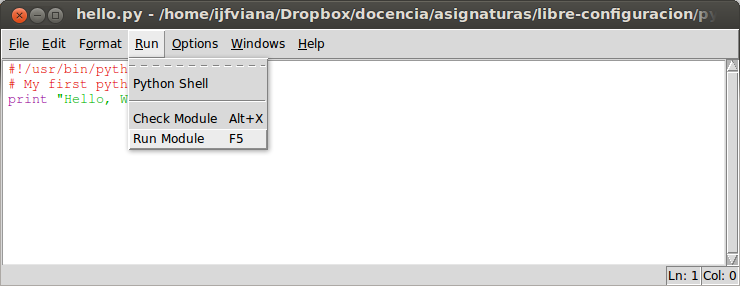 hello.py - /home/ijfviana/Dropbox/docencia/asignaturas/libre-configuracion/py
File Edit Format Run Options Windows Help
#!/usr/bin/pyth
# My first pyth
print "Hello, W
Python Shell
Check Module Alt+X
Run Module F5
Ln: 1 Col: 0